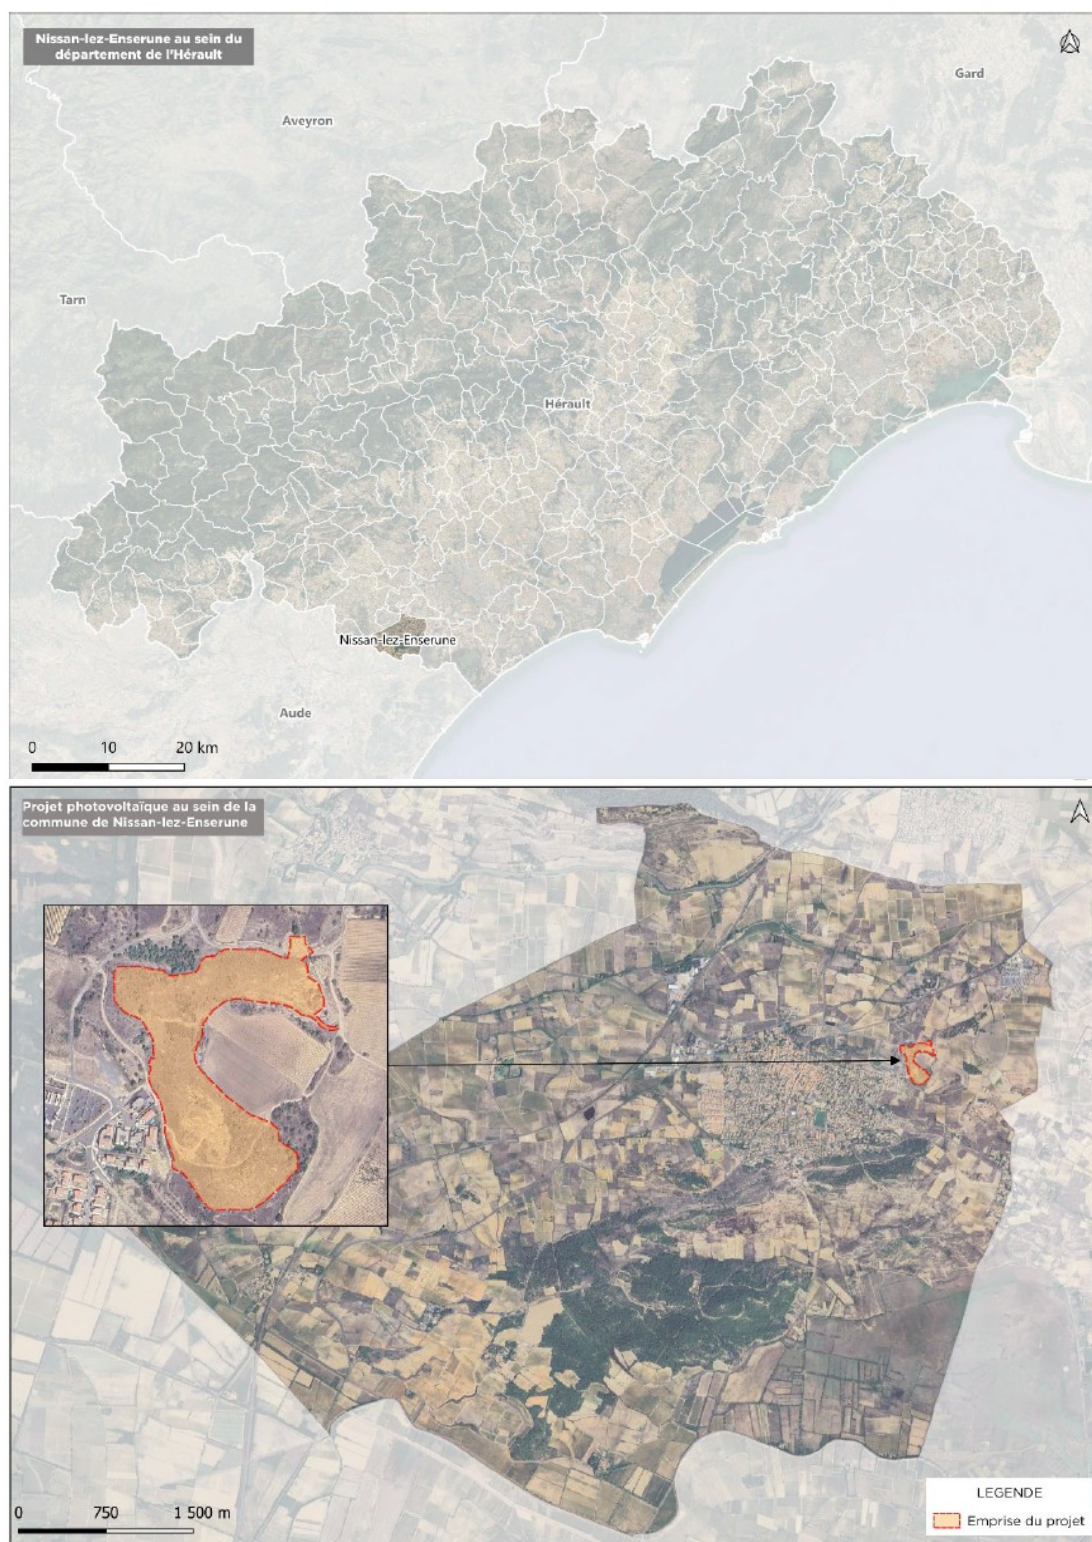 Nissan-lez-Enserune au sein du
département de l'Hérault
Gard
Aveyron
Tarn
Hérault
Nissan-lez-Enserune
Aude
0 10 20 km
Projet photovoltaïque au sein de la
commune de Nissan-lez-Enserune
0 750 1 500 m
LEGENDE
Emprise du projet